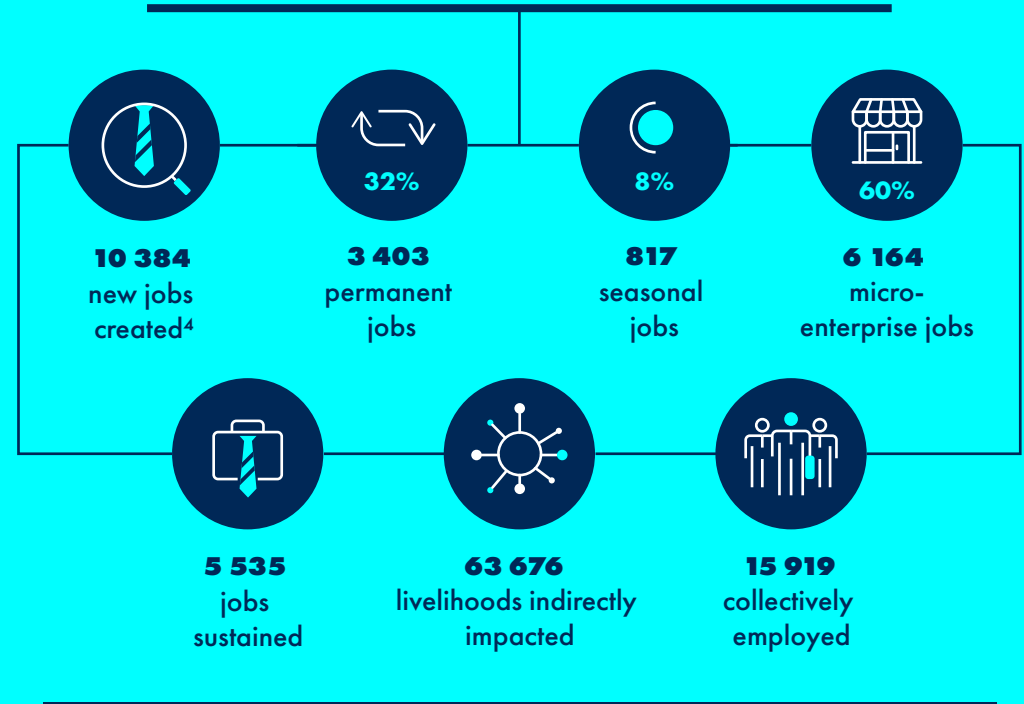 32%
8%
60%
10 384
new jobs
created⁴
3 403
permanent
jobs
817
seasonal
jobs
6 164
micro-
enterprise jobs
5 535
jobs
sustained
63 676
livelihoods indirectly
impacted
15 919
collectively
employed